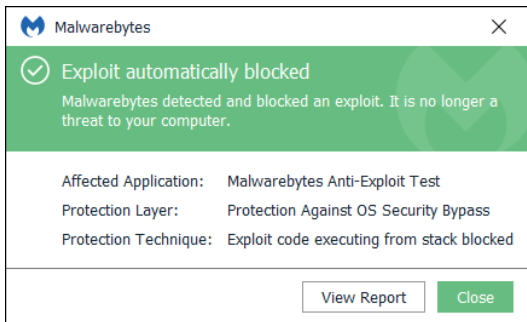 Malwarebytes
Exploit automatically blocked
Malwarebytes detected and blocked an exploit. It is no longer a
threat to your computer.
Affected Application: Malwarebytes Anti-Exploit Test
Protection Layer: Protection Against OS Security Bypass
Protection Technique: Exploit code executing from stack blocked
View Report Close